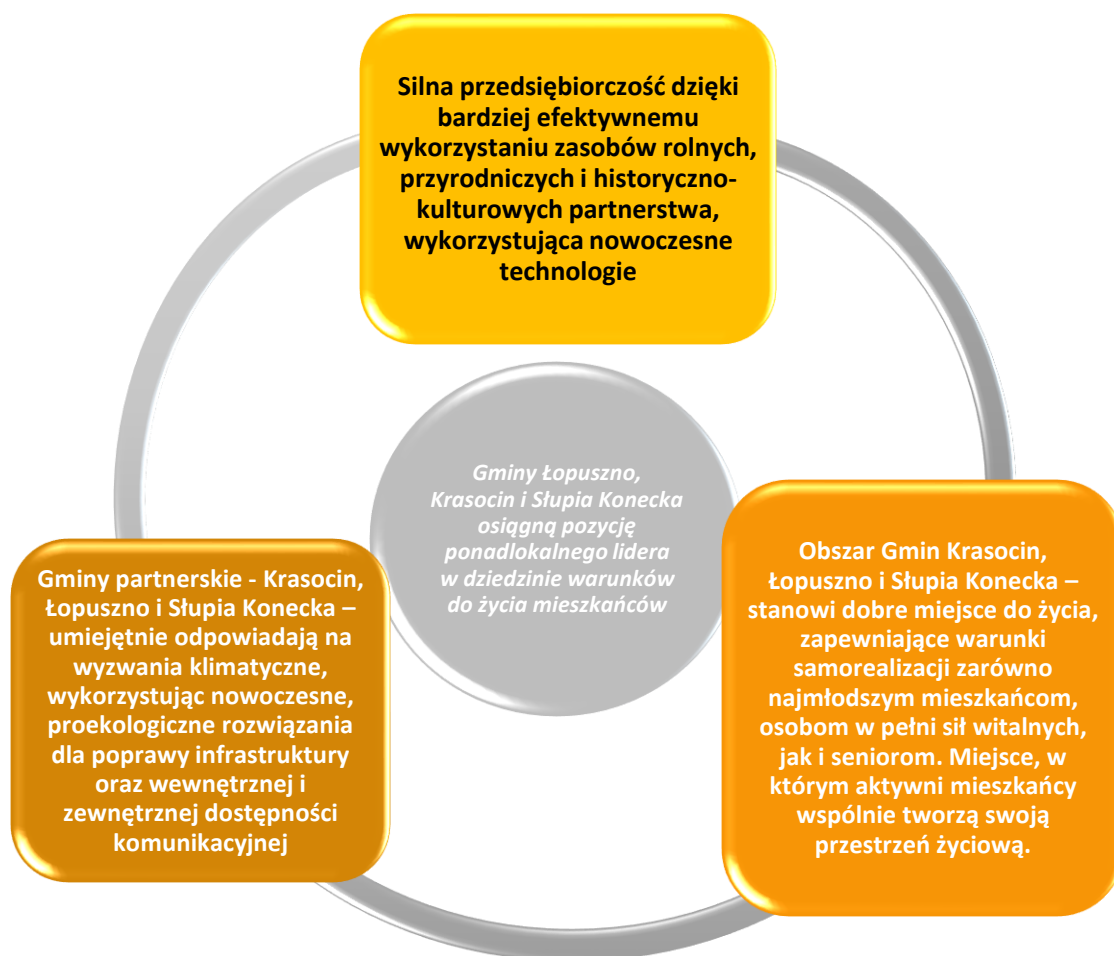 Silna przedsiębiorczość dzięki
bardziej efektywnemu
wykorzystaniu zasobów rolnych,
przyrodniczych i historyczno-
kulturowych partnerstwa,
wykorzystująca nowoczesne
technologie
Gminy Łopuszno,
Krasocin i Słupia Konecka
osiągną pozycję
ponadlokalnego lidera
w dziedzinie warunków
do życia mieszkańców
Obszar Gmin Krasocin,
Łopuszno i Słupia Konecka –
stanowi dobre miejsce do życia,
zapewniające warunki
samorealizacji zarówno
najmłodszym mieszkańcom,
osobom w pełni sił witalnych,
jak i seniorom. Miejsce, w
którym aktywni mieszkańcy
wspólnie tworzą swoją
przestrzeń życiową.
Gminy partnerskie - Krasocin,
Łopuszno i Słupia Konecka –
umiejętnie odpowiadają na
wyzwania klimatyczne,
wykorzystując nowoczesne,
proekologiczne rozwiązania
dla poprawy infrastruktury
oraz wewnętrznej i
zewnętrznej dostępności
komunikacyjnej